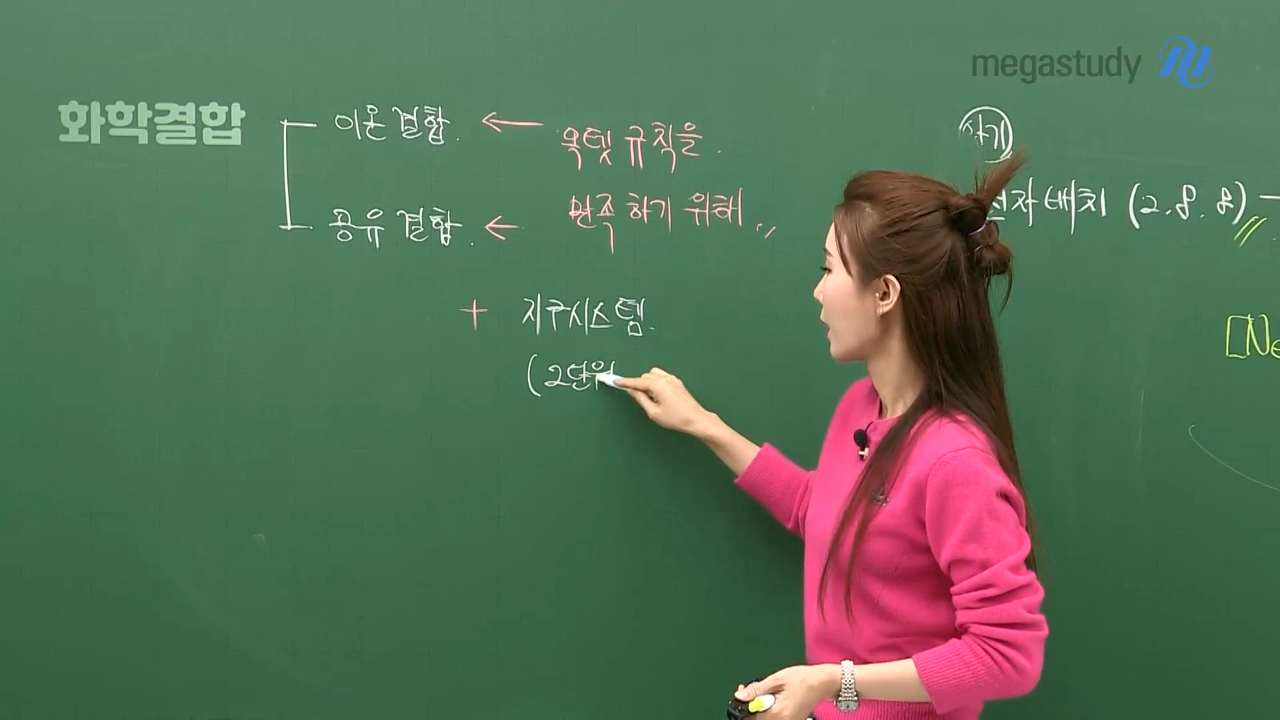 megastudy
화학결합
이온결합.
옥텟 규칙을.
공유결합.
만족하기 위해
+ 지구시스템.
(2단위
전자배치 (2.8.8)
[Ne